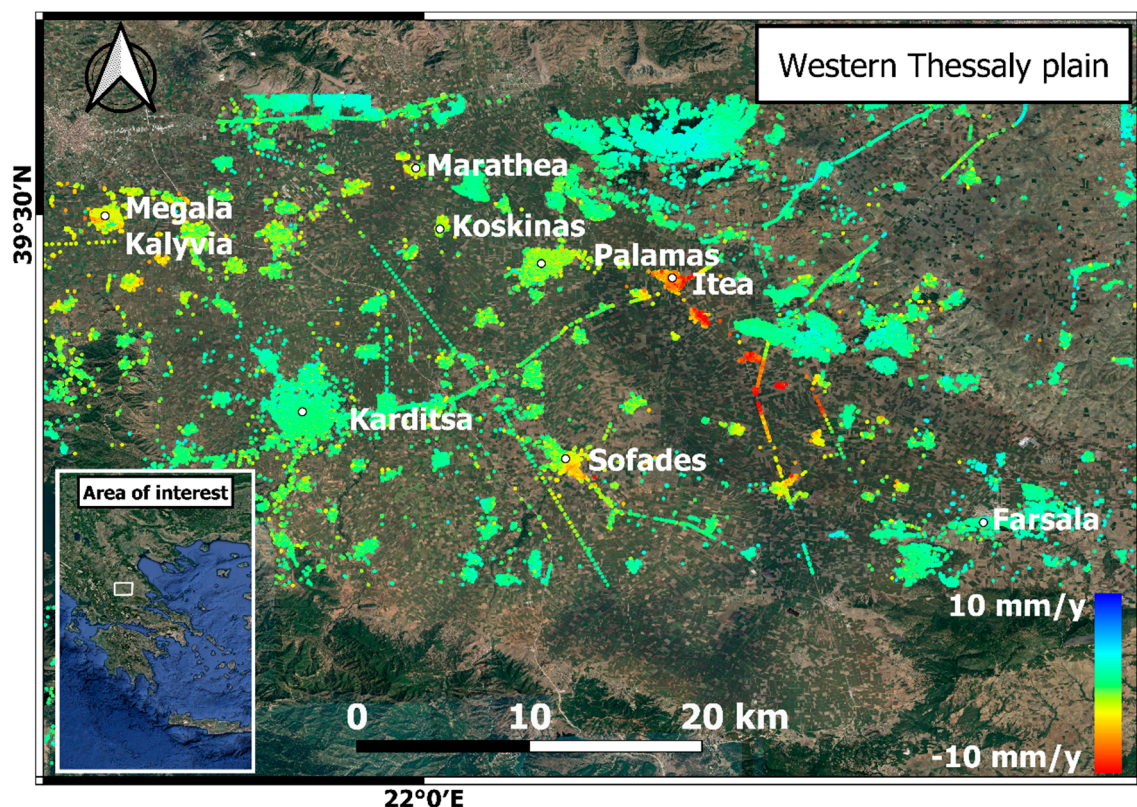 Western Thessaly plain
39°30′N
Marathea
Megala
Kalyvia
Koskinas
Palamas
Itea
Karditsa
Sofades
Farsala
Area of interest
10 mm/y
-10 mm/y
0 10 20 km
22°0′E